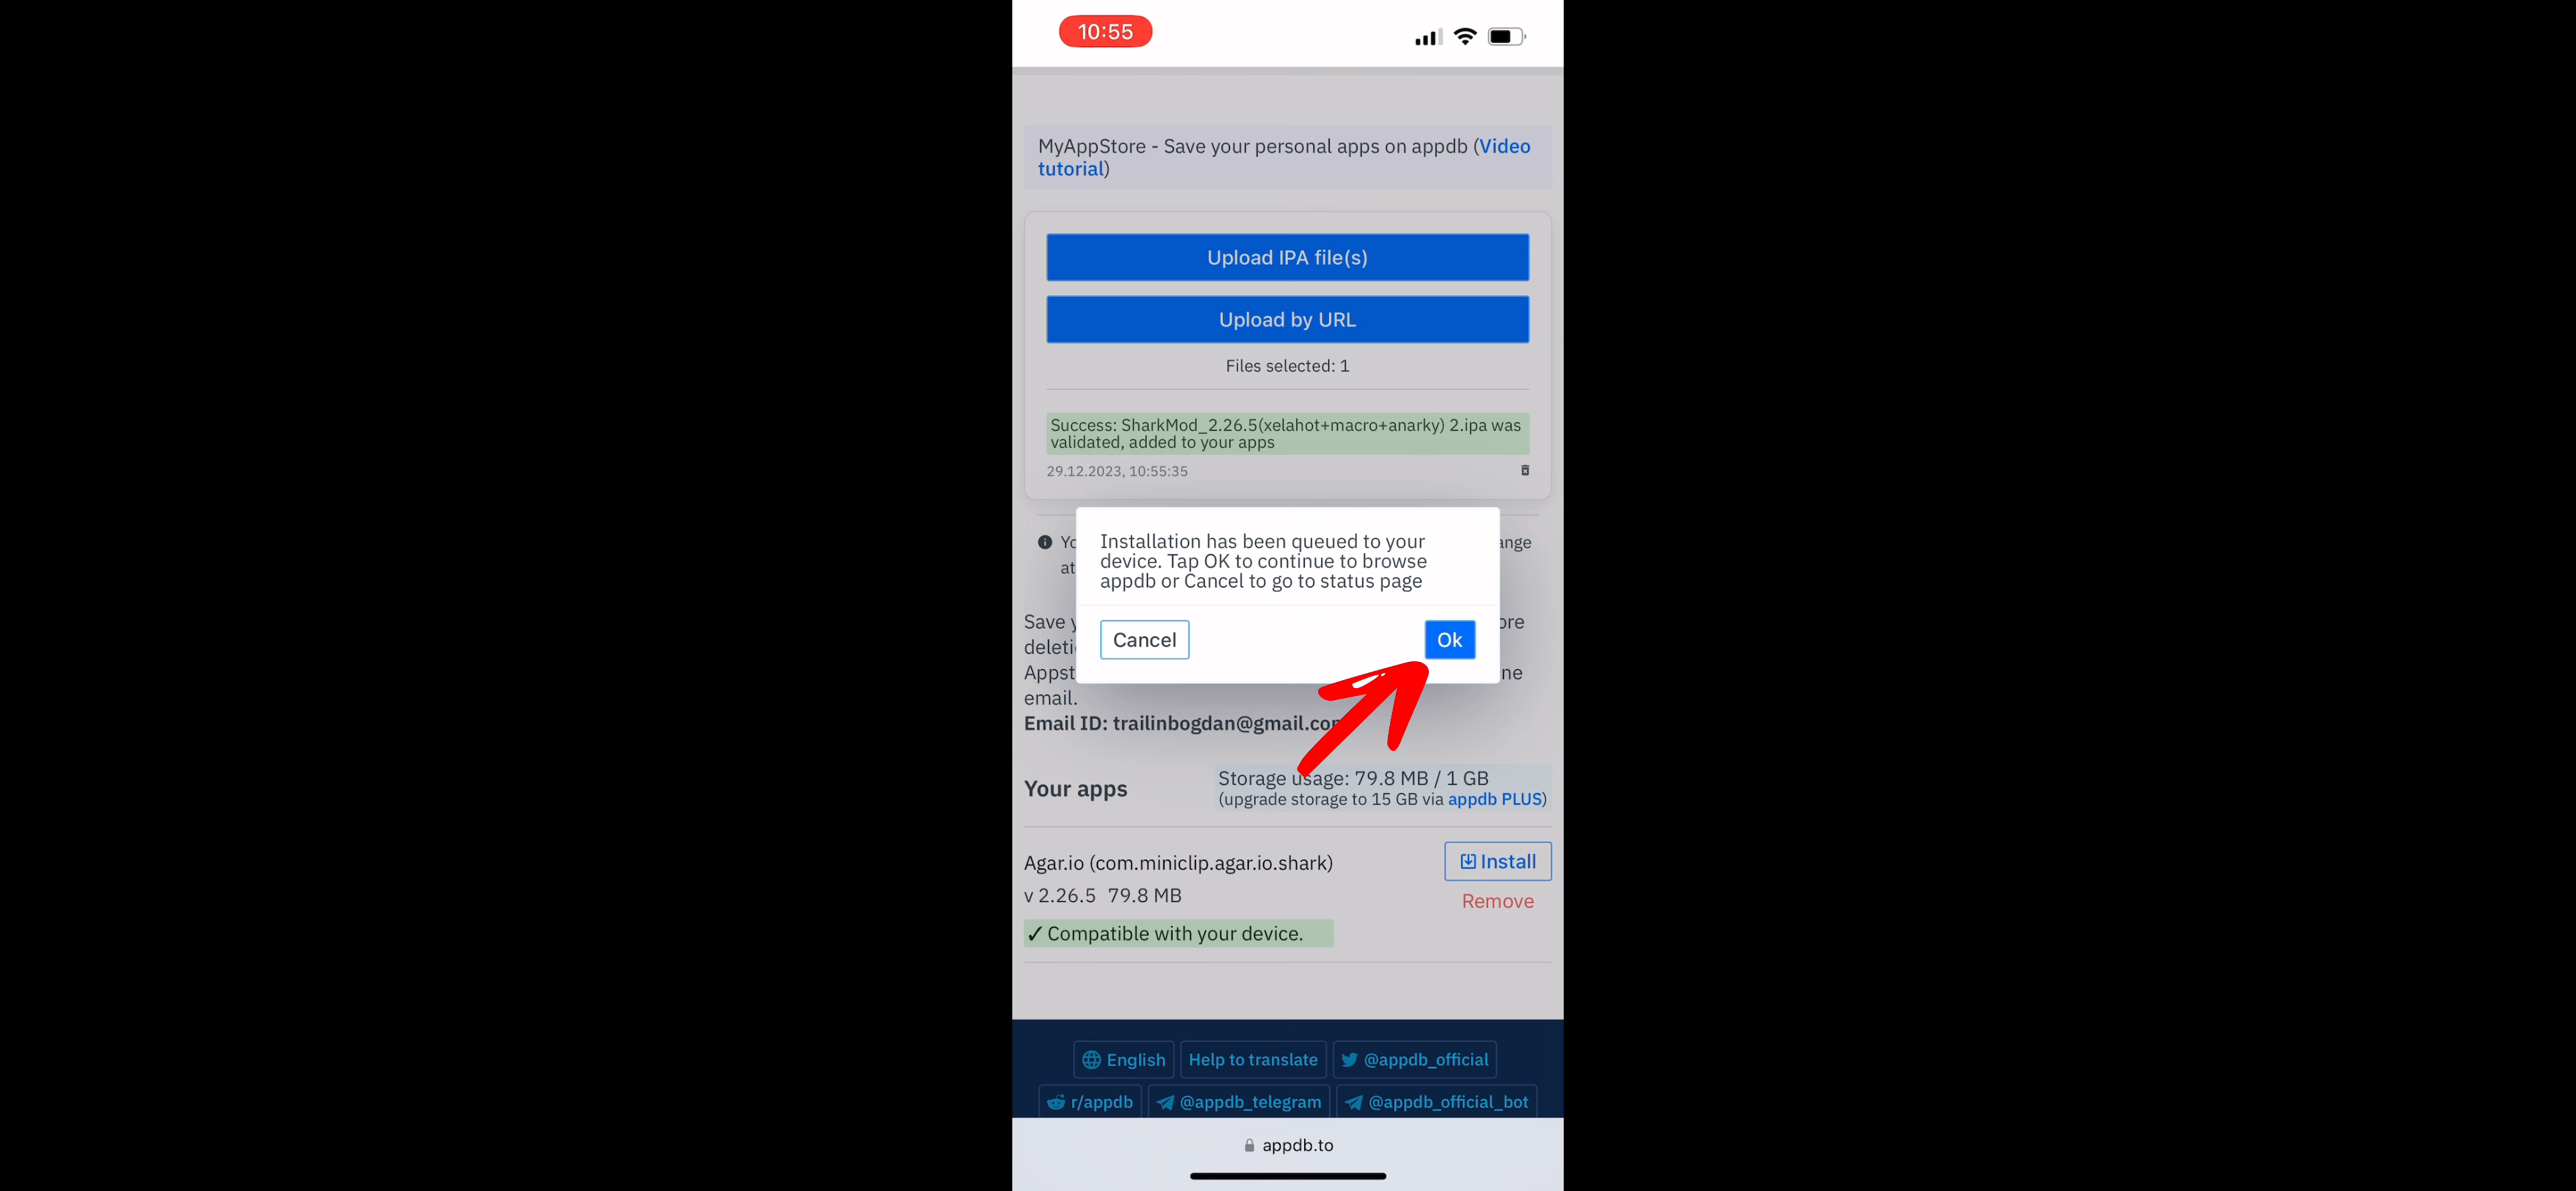 10:55
MyAppStore - Save your personal apps on appdb (Video
tutorial)
Upload IPA file(s)
Upload by URL
Files selected: 1
Success: SharkMod_2.26.5(xelahot+macro+anarky) 2.ipa was
validated, added to your apps
29.12.2023, 10:55:35
Installation has been queued to your
device. Tap OK to continue to browse
appdb or Cancel to go to status page
Cancel
Ok
Save
email.
Email ID: trailinbogdan@gmail.com
Your apps
Storage usage: 79.8 MB / 1 GB
(upgrade storage to 15 GB via appdb PLUS)
Agar.io (com.miniclip.agar.io.shark)
Install
v 2.26.5 79.8 MB
Remove
✓ Compatible with your device.
English
Help to translate
@appdb_official
r/appdb
@appdb_telegram
@appdb_official_bot
appdb.to